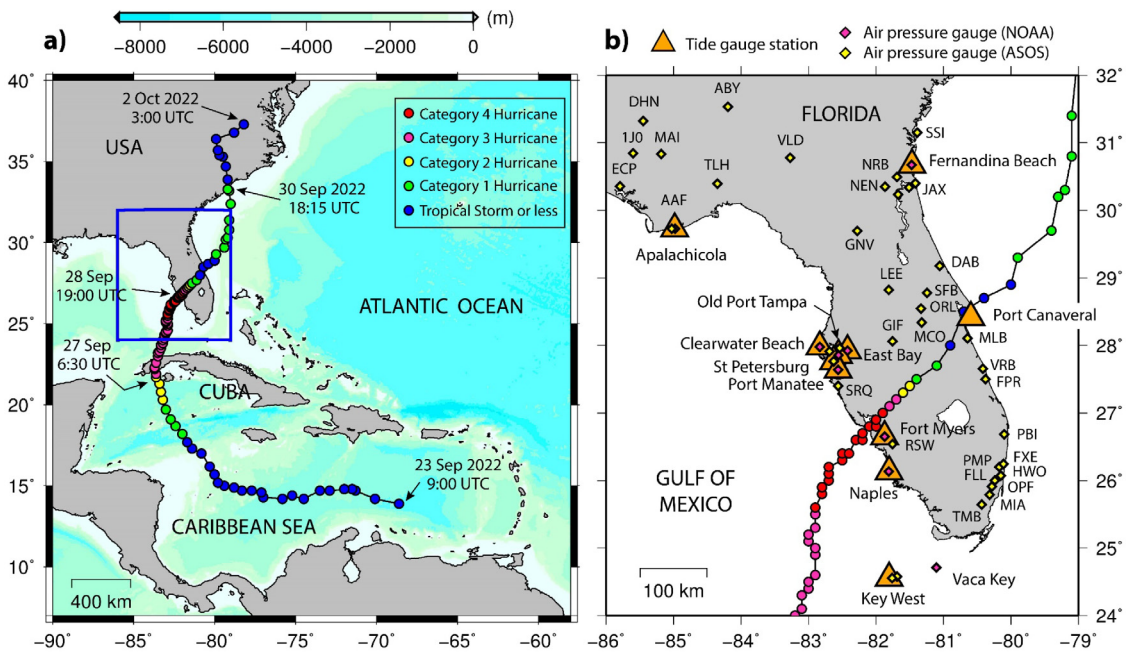 (m)
−8000 −6000 −4000 −2000 0
a)
40°
35°
30°
25°
20°
15°
10°
−90 −85 −80 −75 −70 −65 −60
2 Oct 2022
3:00 UTC
USA
Category 4 Hurricane
Category 3 Hurricane
Category 2 Hurricane
Category 1 Hurricane
Tropical Storm or less
30 Sep 2022
18:15 UTC
28 Sep
19:00 UTC
ATLANTIC OCEAN
27 Sep
6:30 UTC
CUBA
23 Sep 2022
9:00 UTC
CARIBBEAN SEA
400 km
b)
Tide gauge station
Air pressure gauge (NOAA)
Air pressure gauge (ASOS)
32°
31°
30°
29°
28°
27°
26°
25°
24°
−86 −85 −84 −83 −82 −81 −80 −79
ABY
DHN
FLORIDA
SSI
1J0
MAI
VLD
NRB
Fernandina Beach
ECP
TLH
NEN
JAX
AAF
Apalachicola
GNV
DAB
LEE
SFB
Old Port Tampa
ORL
Port Canaveral
GIF
MCO
MLB
Clearwater Beach
East Bay
St Petersburg
Port Manatee
VRB
FPR
SRQ
Fort Myers
RSW
PBI
PMP
FXE
FLL
HWO
OPF
MIA
TMB
GULF OF
MEXICO
Naples
100 km
Vaca Key
Key West